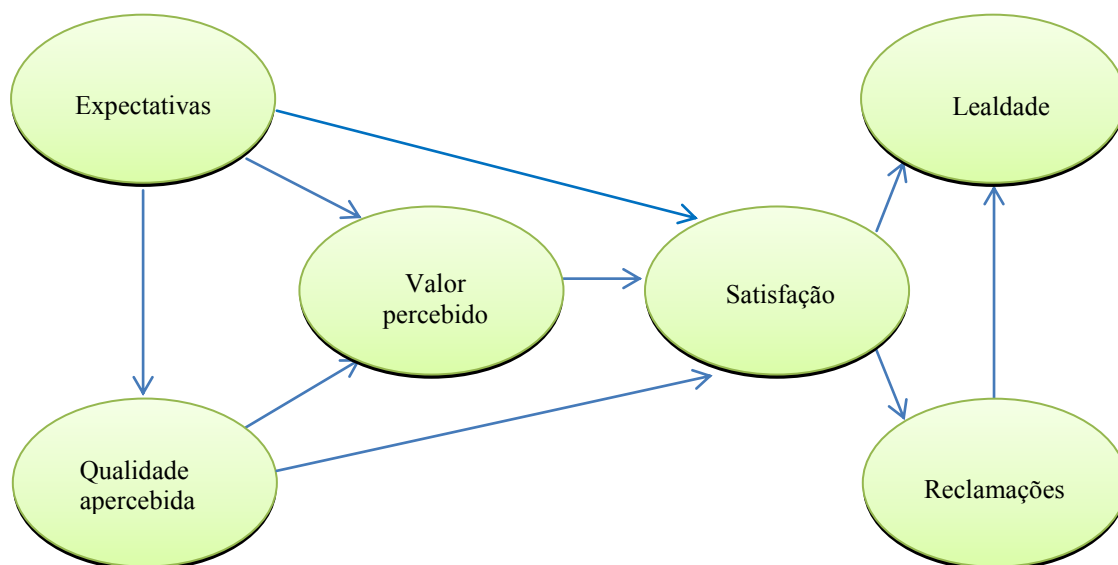 Expectativas
Lealdade
Valor
percebido
Satisfação
Qualidade
apercebida
Reclamações